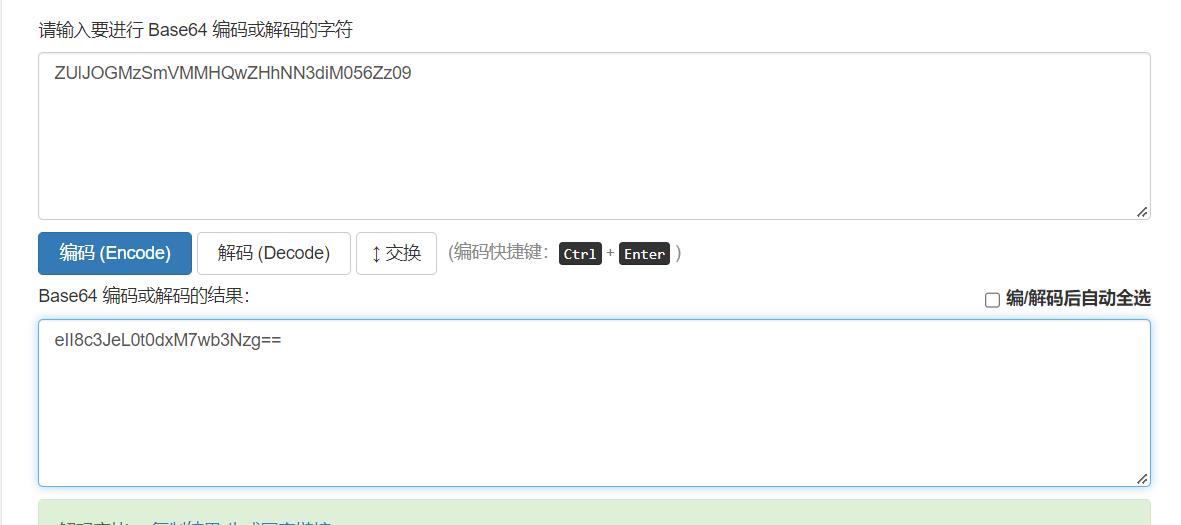 请输入要进行 Base64 编码或解码的字符
ZUlJOGMzSmVMMHQwZHhNN3diM056Zz09
编码 (Encode) 解码 (Decode) ↕ 交换 (编码快捷键： Ctrl + Enter )
Base64 编码或解码的结果： 编/解码后自动全选
eII8c3JeL0t0dxM7wb3Nzg==